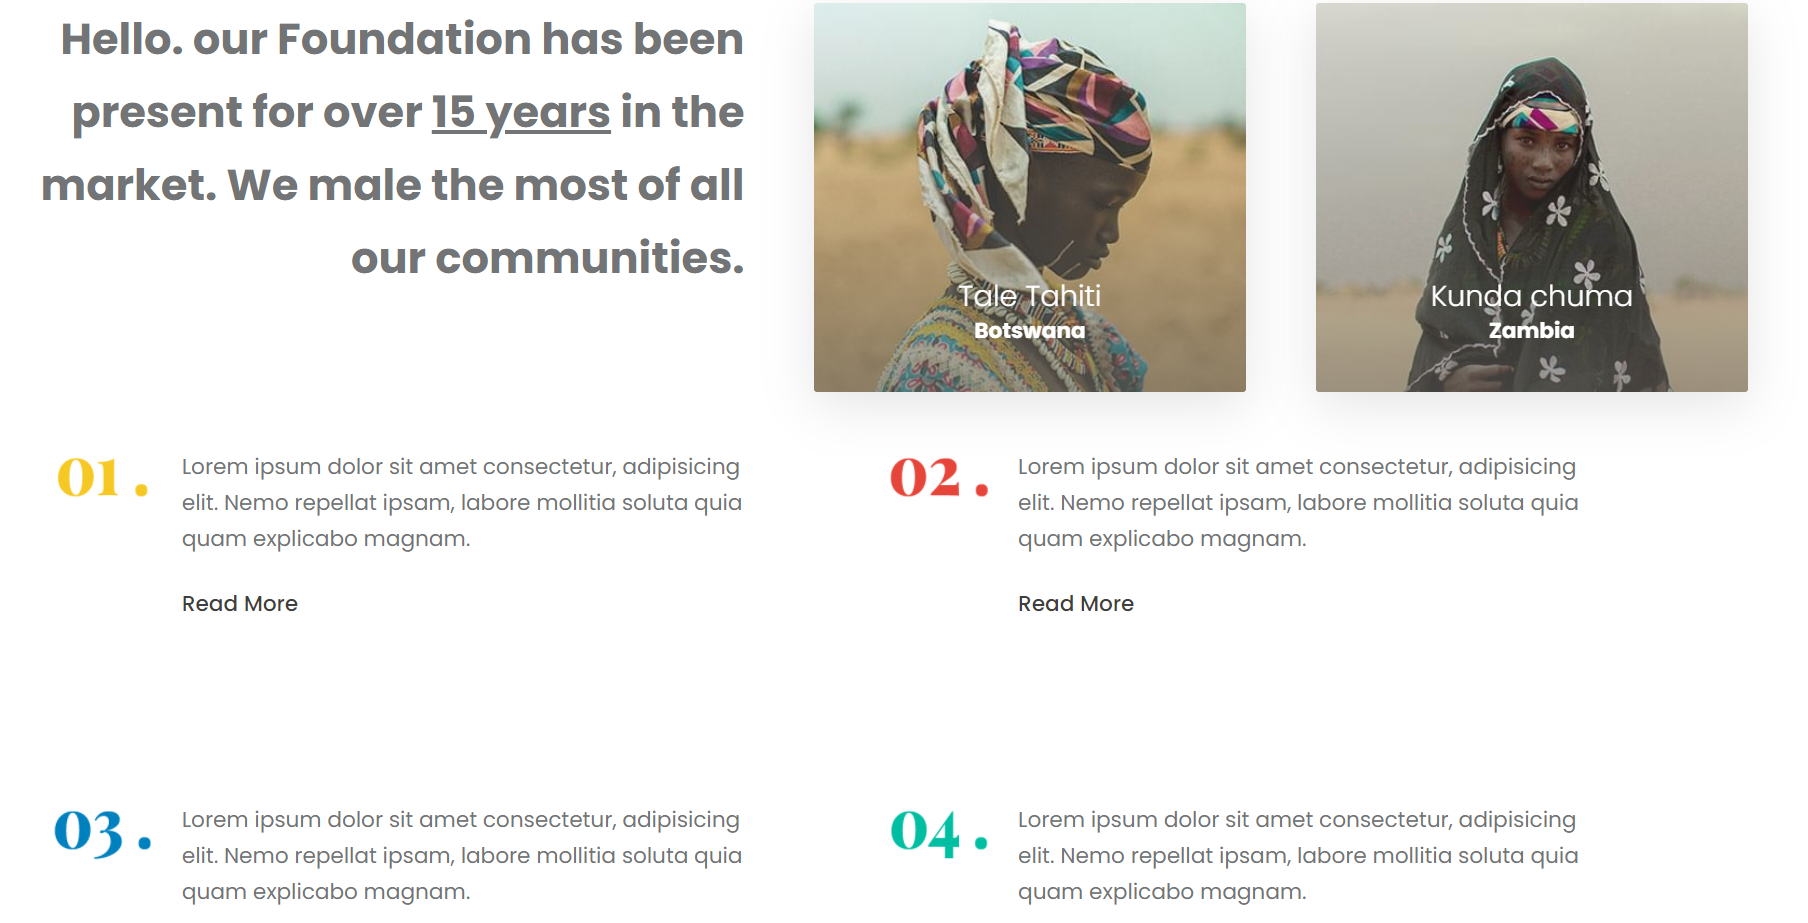 Hello. our Foundation has been
present for over 15 years in the
market. We male the most of all
our communities.
Tale Tahiti
Botswana
Kunda chuma
Zambia
01 .
Lorem ipsum dolor sit amet consectetur, adipisicing
elit. Nemo repellat ipsam, labore mollitia soluta quia
quam explicabo magnam.
Read More
02 .
Lorem ipsum dolor sit amet consectetur, adipisicing
elit. Nemo repellat ipsam, labore mollitia soluta quia
quam explicabo magnam.
Read More
03 .
Lorem ipsum dolor sit amet consectetur, adipisicing
elit. Nemo repellat ipsam, labore mollitia soluta quia
quam explicabo magnam.
04 .
Lorem ipsum dolor sit amet consectetur, adipisicing
elit. Nemo repellat ipsam, labore mollitia soluta quia
quam explicabo magnam.